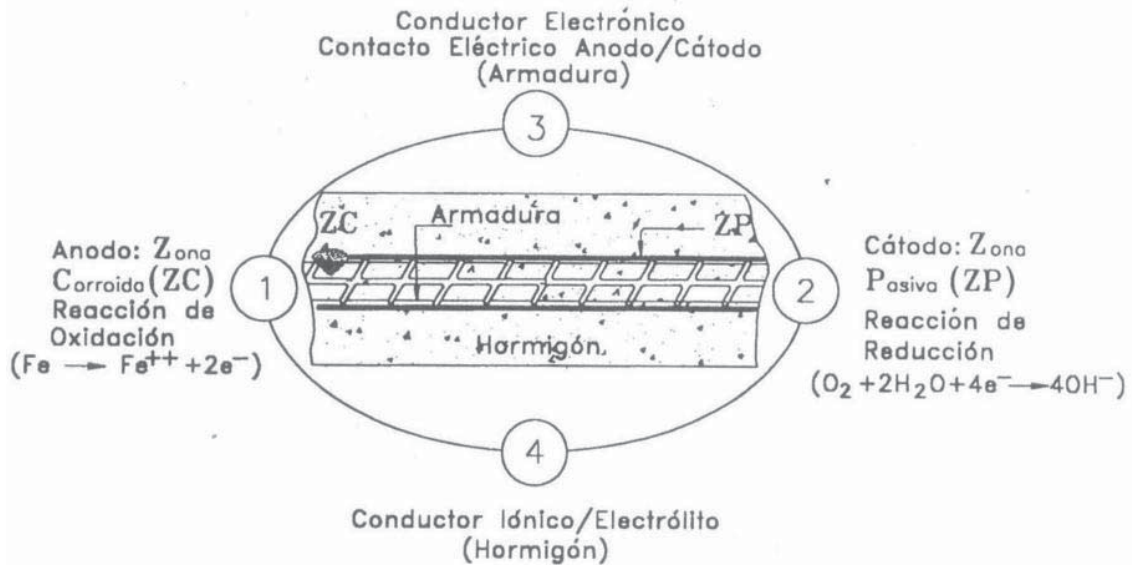 Conductor Electrónico
Contacto Eléctrico Anodo/Cátodo
(Armadura)
3
ZC
Armadura
ZP
Anodo: Zona
Corroida (ZC)
Reacción de
Oxidación
(Fe → Fe++ +2e−)
1
2
Cátodo: Zona
Pasiva (ZP)
Reacción de
Reducción
(O2 +2H2O+4e− → 4OH−)
Hormigón
4
Conductor Iónico/Electrólito
(Hormigón)